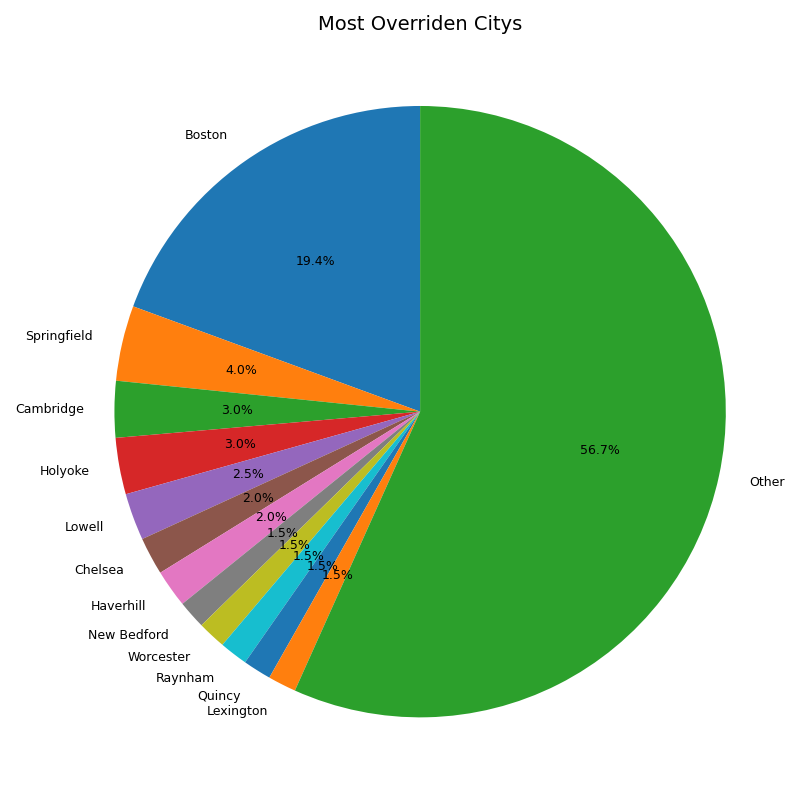 Most Overriden Citys
Boston
19.4%
Springfield
4.0%
Cambridge
3.0%
Holyoke
3.0%
Lowell
2.5%
Chelsea
2.0%
Haverhill
2.0%
New Bedford
1.5%
Worcester
1.5%
Raynham
1.5%
Quincy
1.5%
Lexington
1.5%
Other
56.7%